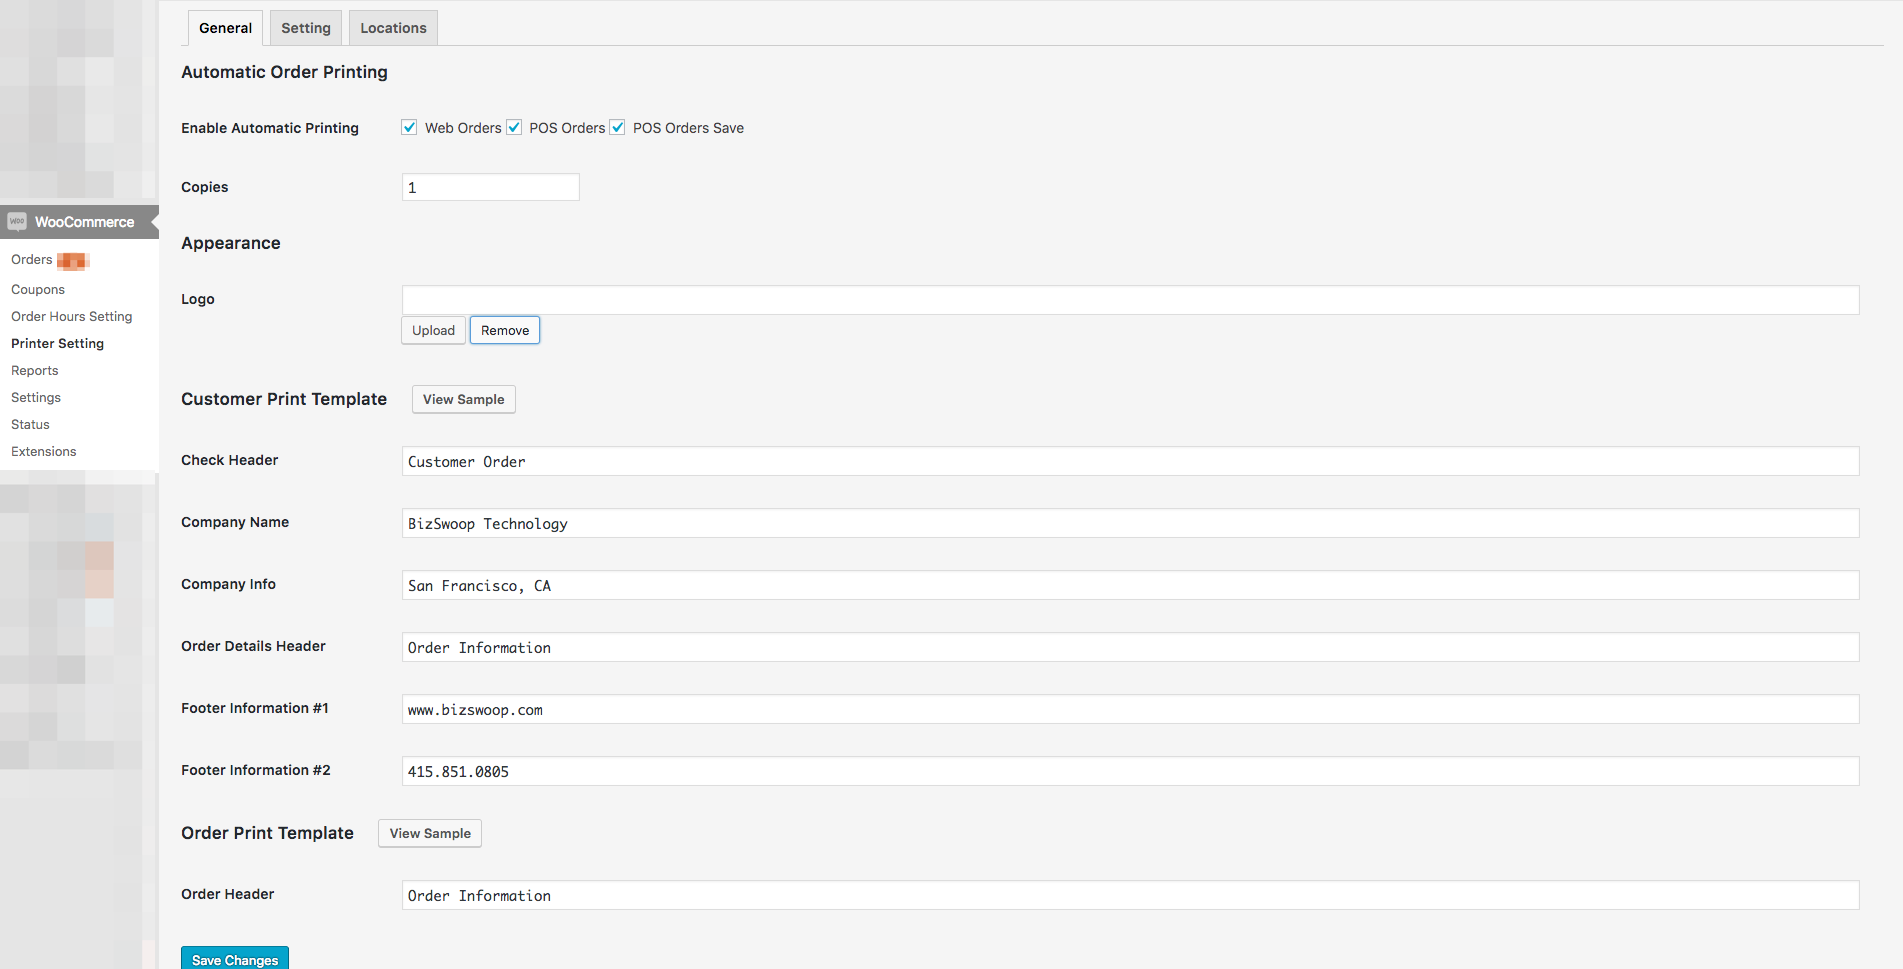 General Setting Locations
Automatic Order Printing
Enable Automatic Printing Web Orders POS Orders POS Orders Save
Copies 1
WOO WooCommerce
Orders
Coupons
Order Hours Setting
Printer Setting
Reports
Settings
Status
Extensions
Appearance
Logo
Upload Remove
Customer Print Template View Sample
Check Header Customer Order
Company Name BizSwoop Technology
Company Info San Francisco, CA
Order Details Header Order Information
Footer Information #1 www.bizswoop.com
Footer Information #2 415.851.0805
Order Print Template View Sample
Order Header Order Information
Save Changes